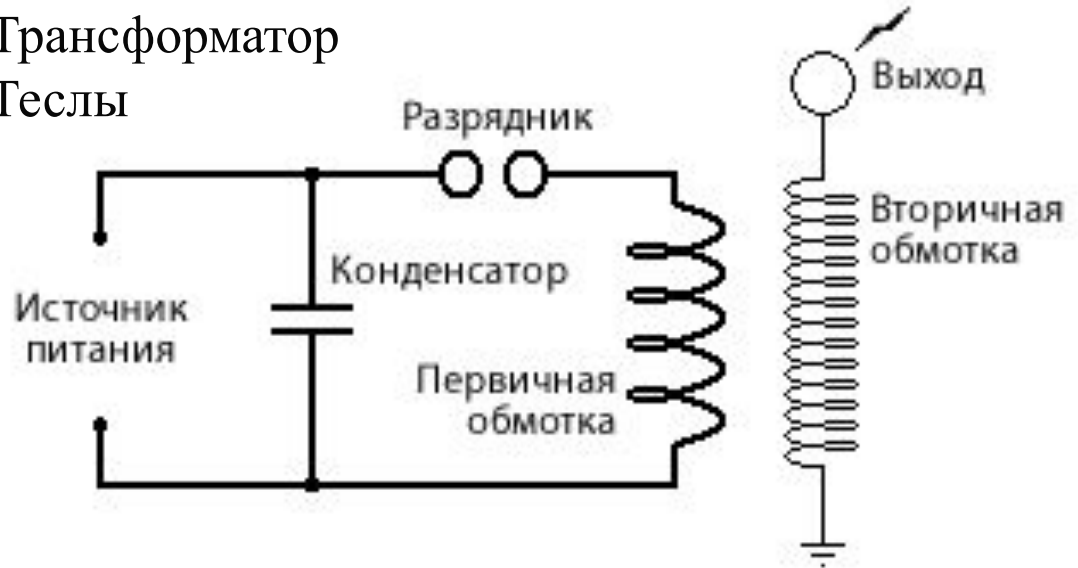 Трансформатор
Теслы
Разрядник
Выход
Вторичная
обмотка
Конденсатор
Источник
питания
Первичная
обмотка